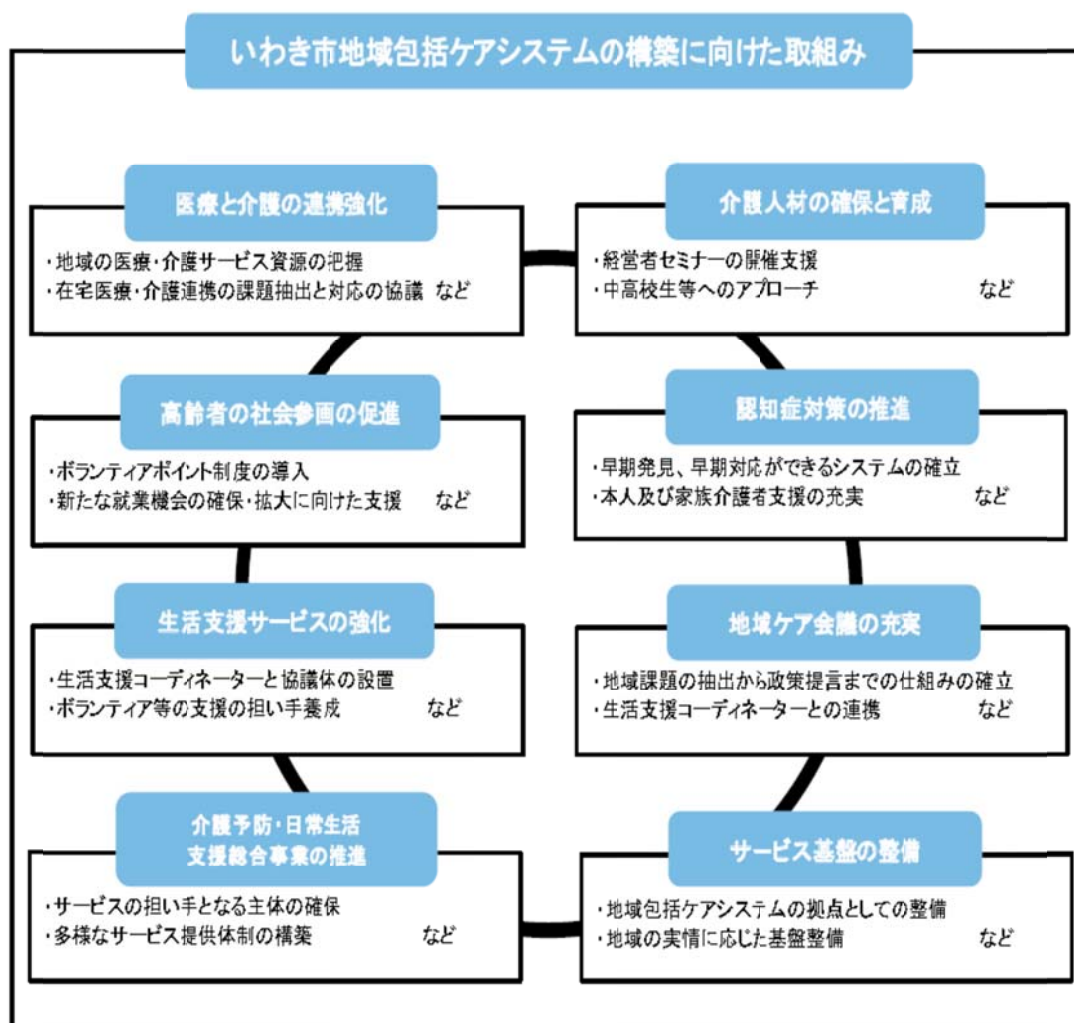 いわき市地域包括ケアシステムの構築に向けた取組み
医療と介護の連携強化
・地域の医療・介護サービス資源の把握
・在宅医療・介護連携の課題抽出と対応の協議 など
介護人材の確保と育成
・経営者セミナーの開催支援
・中高校生等へのアプローチ など
高齢者の社会参画の促進
・ボランティアポイント制度の導入
・新たな就業機会の確保・拡大に向けた支援 など
認知症対策の推進
・早期発見、早期対応ができるシステムの確立
・本人及び家族介護者支援の充実 など
生活支援サービスの強化
・生活支援コーディネーターと協議体の設置
・ボランティア等の支援の担い手養成 など
地域ケア会議の充実
・地域課題の抽出から政策提言までの仕組みの確立
・生活支援コーディネーターとの連携 など
介護予防・日常生活
支援総合事業の推進
・サービスの担い手となる主体の確保
・多様なサービス提供体制の構築 など
サービス基盤の整備
・地域包括ケアシステムの拠点としての整備
・地域の実情に応じた基盤整備 など